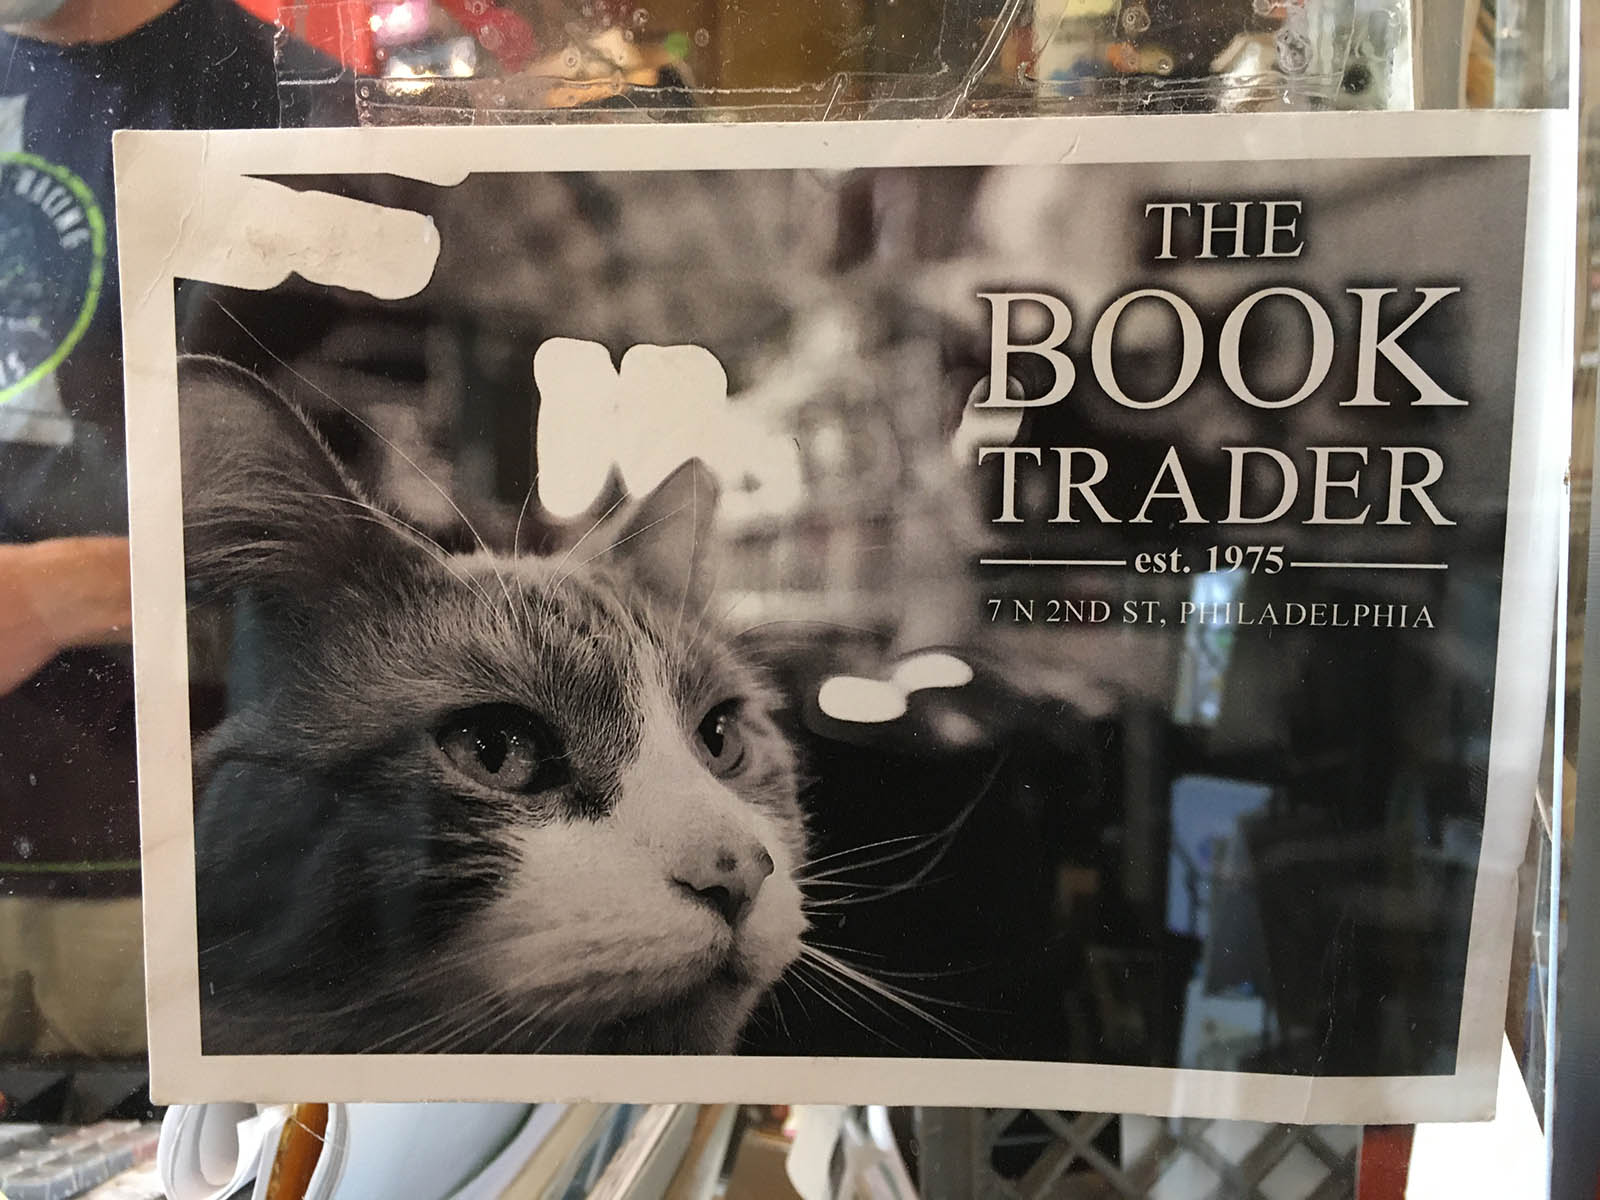 THE
BOOK
TRADER
est. 1975
7 N 2ND ST, PHILADELPHIA